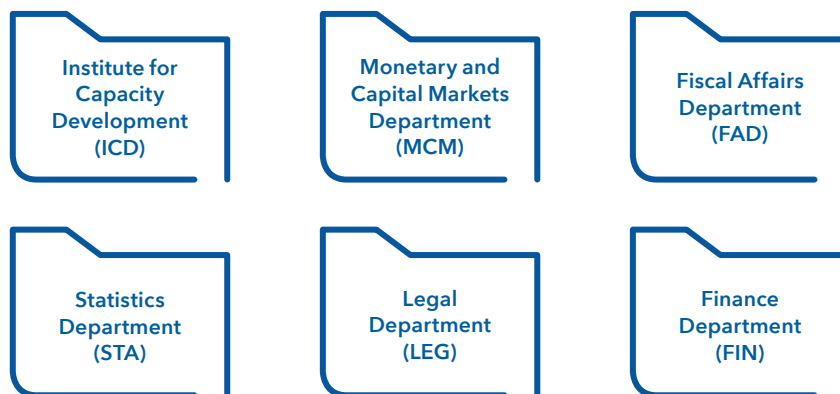 Institute for
Capacity
Development
(ICD)
Monetary and
Capital Markets
Department
(MCM)
Fiscal Affairs
Department
(FAD)
Statistics
Department
(STA)
Legal
Department
(LEG)
Finance
Department
(FIN)